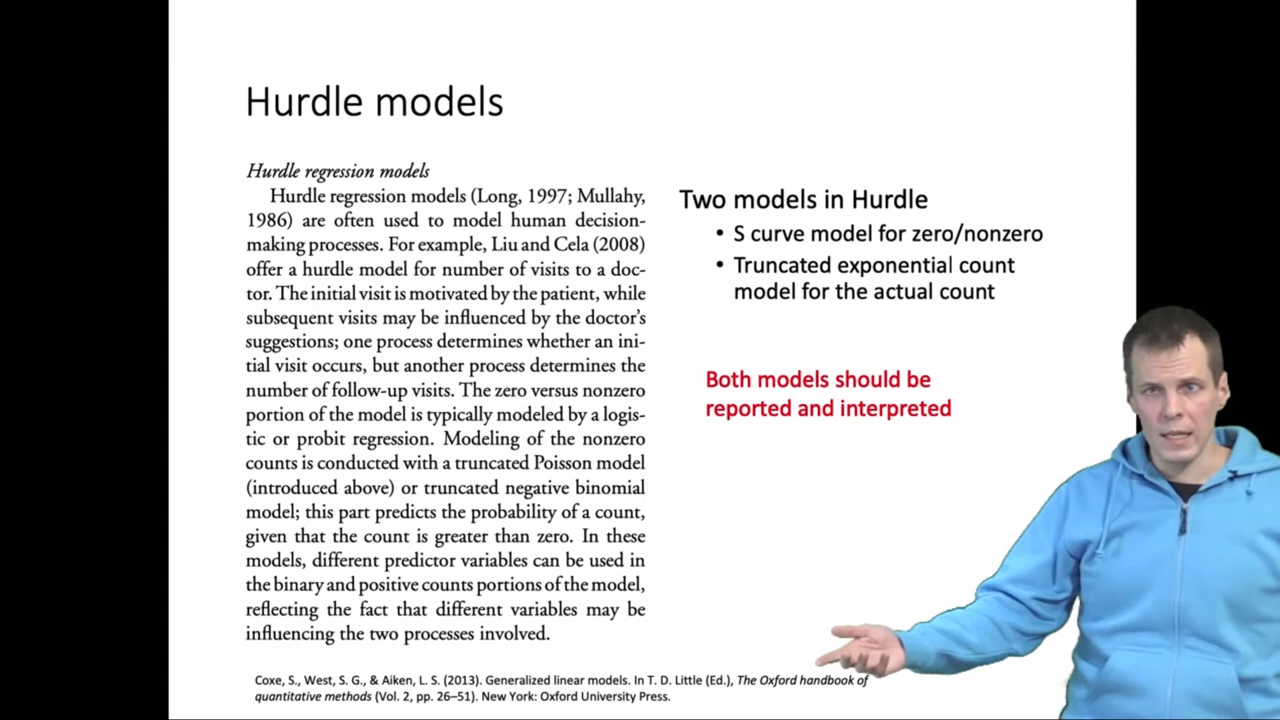 Hurdle models
Hurdle regression models
Hurdle regression models (Long, 1997; Mullahy,
1986) are often used to model human decision-
making processes. For example, Liu and Cela (2008)
offer a hurdle model for number of visits to a doc-
tor. The initial visit is motivated by the patient, while
subsequent visits may be influenced by the doctor's
suggestions; one process determines whether an ini-
tial visit occurs, but another process determines the
number of follow-up visits. The zero versus nonzero
portion of the model is typically modeled by a logis-
tic or probit regression. Modeling of the nonzero
counts is conducted with a truncated Poisson model
(introduced above) or truncated negative binomial
model; this part predicts the probability of a count,
given that the count is greater than zero. In these
models, different predictor variables can be used in
the binary and positive counts portions of the model,
reflecting the fact that different variables may be
influencing the two processes involved.
Two models in Hurdle
• S curve model for zero/nonzero
• Truncated exponential count
model for the actual count
Both models should be
reported and interpreted
Coxe, S., West, S. G., & Aiken, L. S. (2013). Generalized linear models. In T. D. Little (Ed.), The Oxford handbook of
quantitative methods (Vol. 2, pp. 26–51). New York: Oxford University Press.